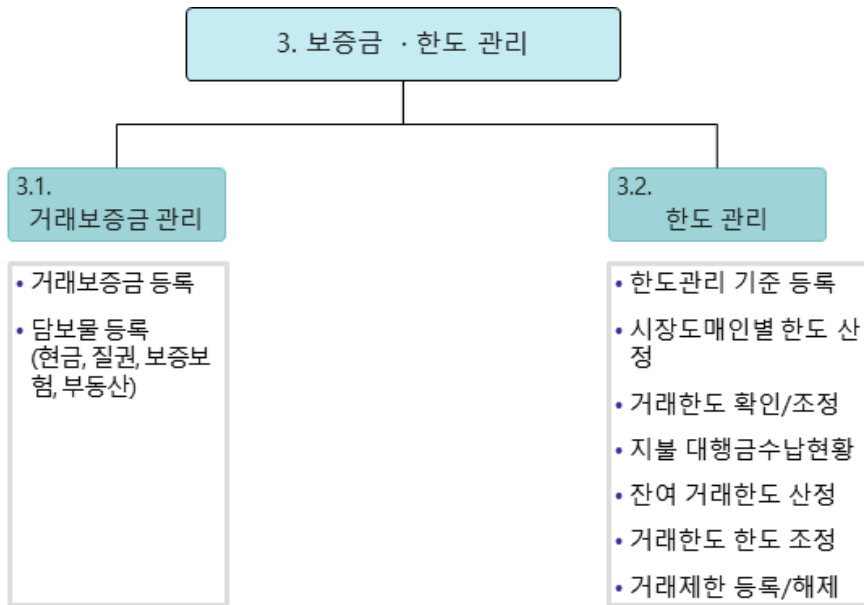 3. 보증금 · 한도 관리
3.1.
거래보증금 관리
• 거래보증금 등록
• 담보물 등록
(현금, 질권, 보증보
험, 부동산)
3.2.
한도 관리
• 한도관리 기준 등록
• 시장도매인별 한도 산
정
• 거래한도 확인/조정
• 지불 대행금수납현황
• 잔여 거래한도 산정
• 거래한도 한도 조정
• 거래제한 등록/해제